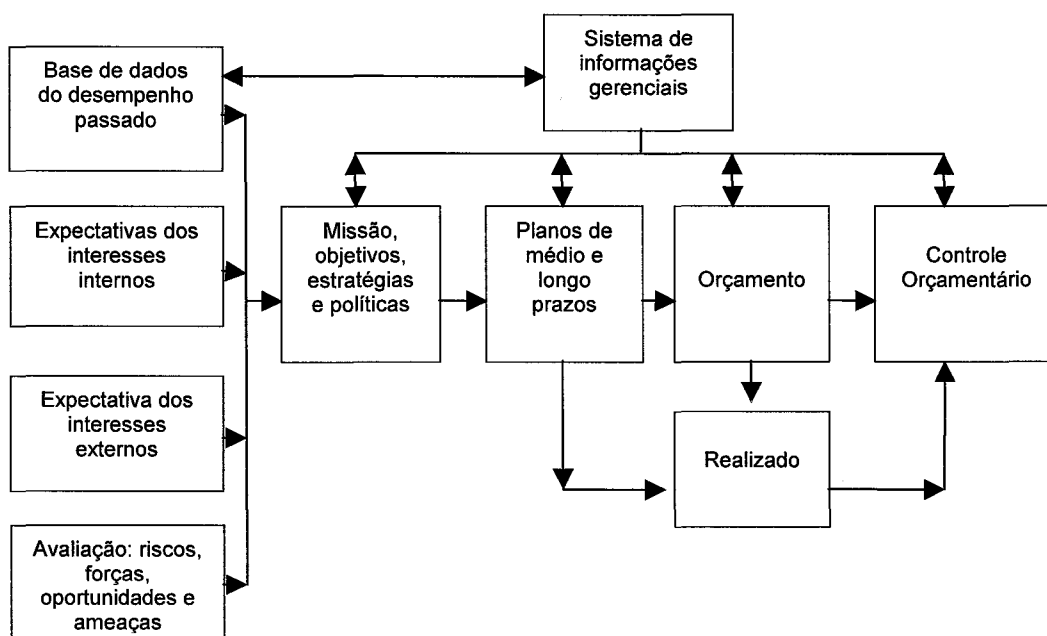 Sistema de
informações
gerenciais
Base de dados
do desempenho
passado
Expectativas dos
interesses
internos
Expectativa dos
interesses
externos
Avaliação: riscos,
forças,
oportunidades e
ameaças
Missão,
objetivos,
estratégias
e políticas
Planos de
médio e
longo
prazos
Orçamento
Controle
Orçamentário
Realizado